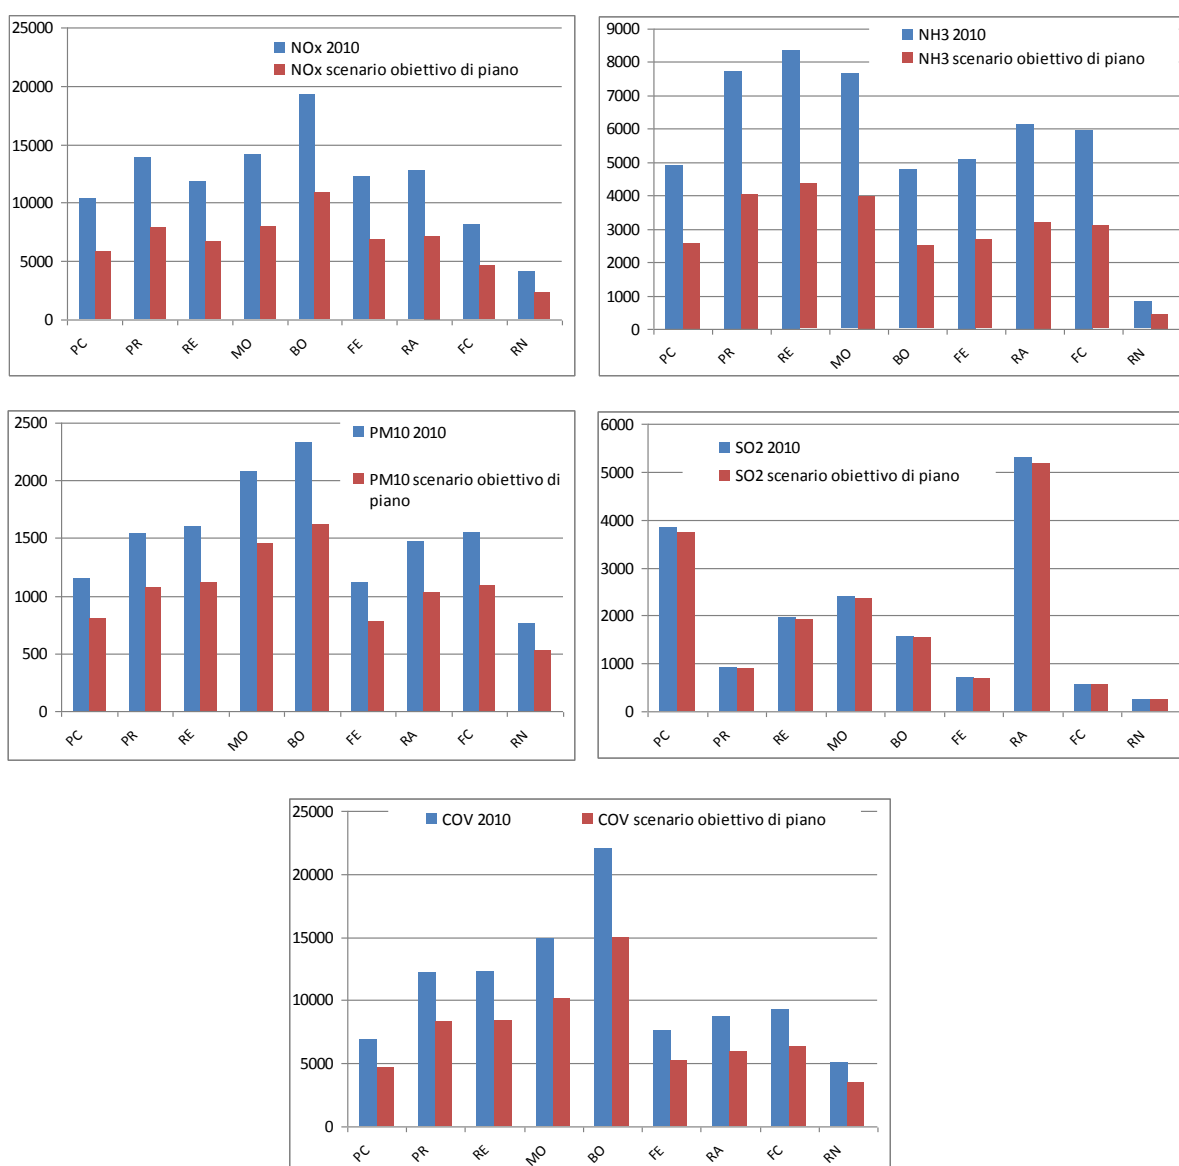 25000
20000
15000
10000
5000
0
NOx 2010
NOx scenario obiettivo di piano
PC PR RE MO BO FE RA FC RN
9000
8000
7000
6000
5000
4000
3000
2000
1000
0
NH3 2010
NH3 scenario obiettivo di piano
PC PR RE MO BO FE RA FC RN
2500
2000
1500
1000
500
0
PM10 2010
PM10 scenario obiettivo di
piano
PC PR RE MO BO FE RA FC RN
6000
5000
4000
3000
2000
1000
0
SO2 2010
SO2 scenario obiettivo di piano
PC PR RE MO BO FE RA FC RN
25000
20000
15000
10000
5000
0
COV 2010 COV scenario obiettivo di piano
PC PR RE MO BO FE RA FC RN